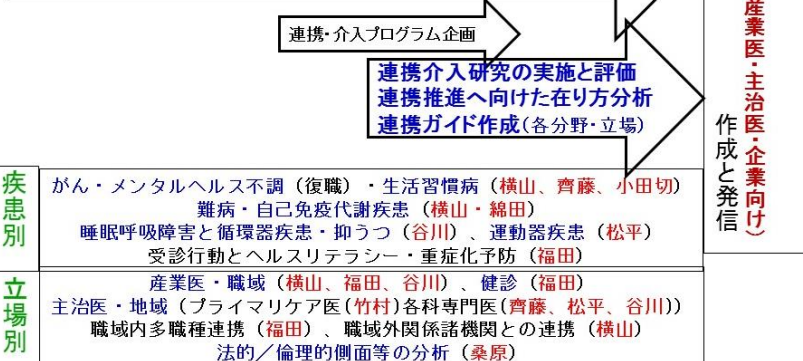 連携・介入プログラム企画
連携介入研究の実施と評価
連携推進へ向けた在り方分析
連携ガイド作成(各分野・立場)
産業医・主治医・企業向け)
作成と発信
疾患別
がん・メンタルヘルス不調(復職)・生活習慣病(横山、齊藤、小田切)
難病・自己免疫代謝疾患(横山・綿田)
睡眠呼吸障害と循環器疾患・抑うつ(谷川)、運動器疾患(松平)
受診行動とヘルスリテラシー・重症化予防(福田)
立場別
産業医・職域(横山、福田、谷川)、健診(福田)
主治医・地域(プライマリケア医(竹村)各科専門医(齊藤、松平、谷川))
職域内多職種連携(福田)、職域外関係諸機関との連携(横山)
法的/倫理的側面等の分析(桑原)